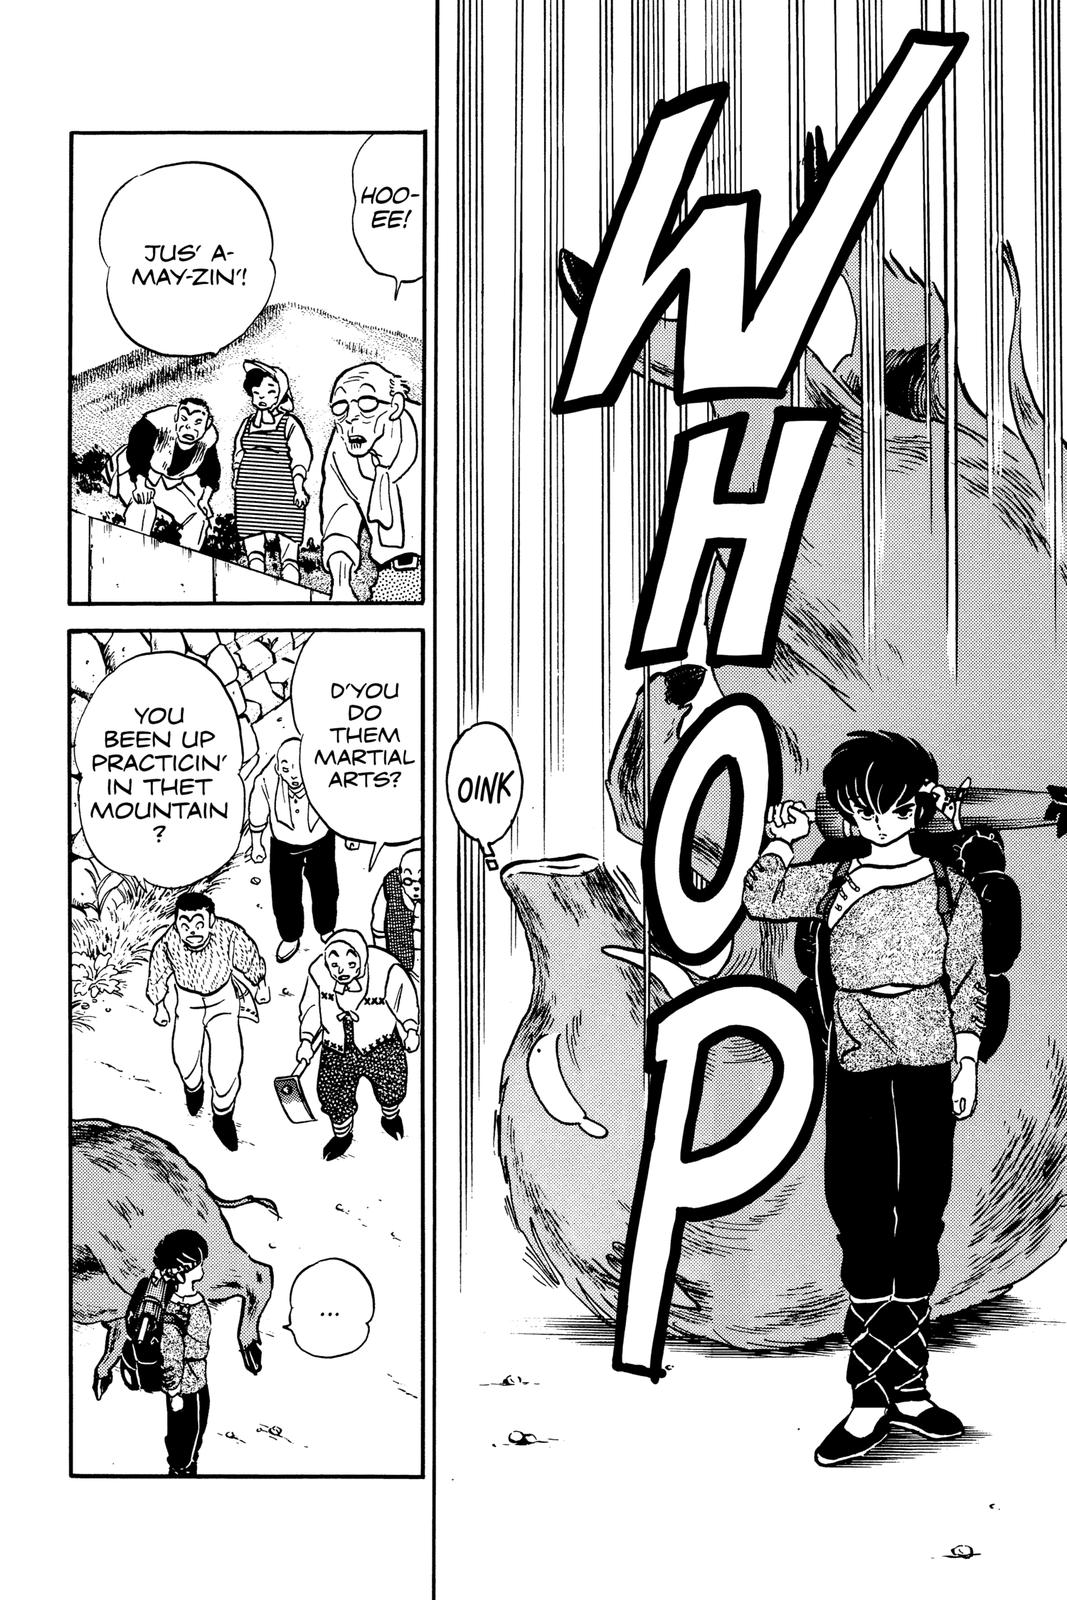 WHOP
OINK
HOO-
EE!
JUS' A-
MAY-ZIN'!
D'YOU
DO
THEM
MARTIAL
ARTS?
YOU
BEEN UP
PRACTICIN'
IN THET
MOUNTAIN
?
...